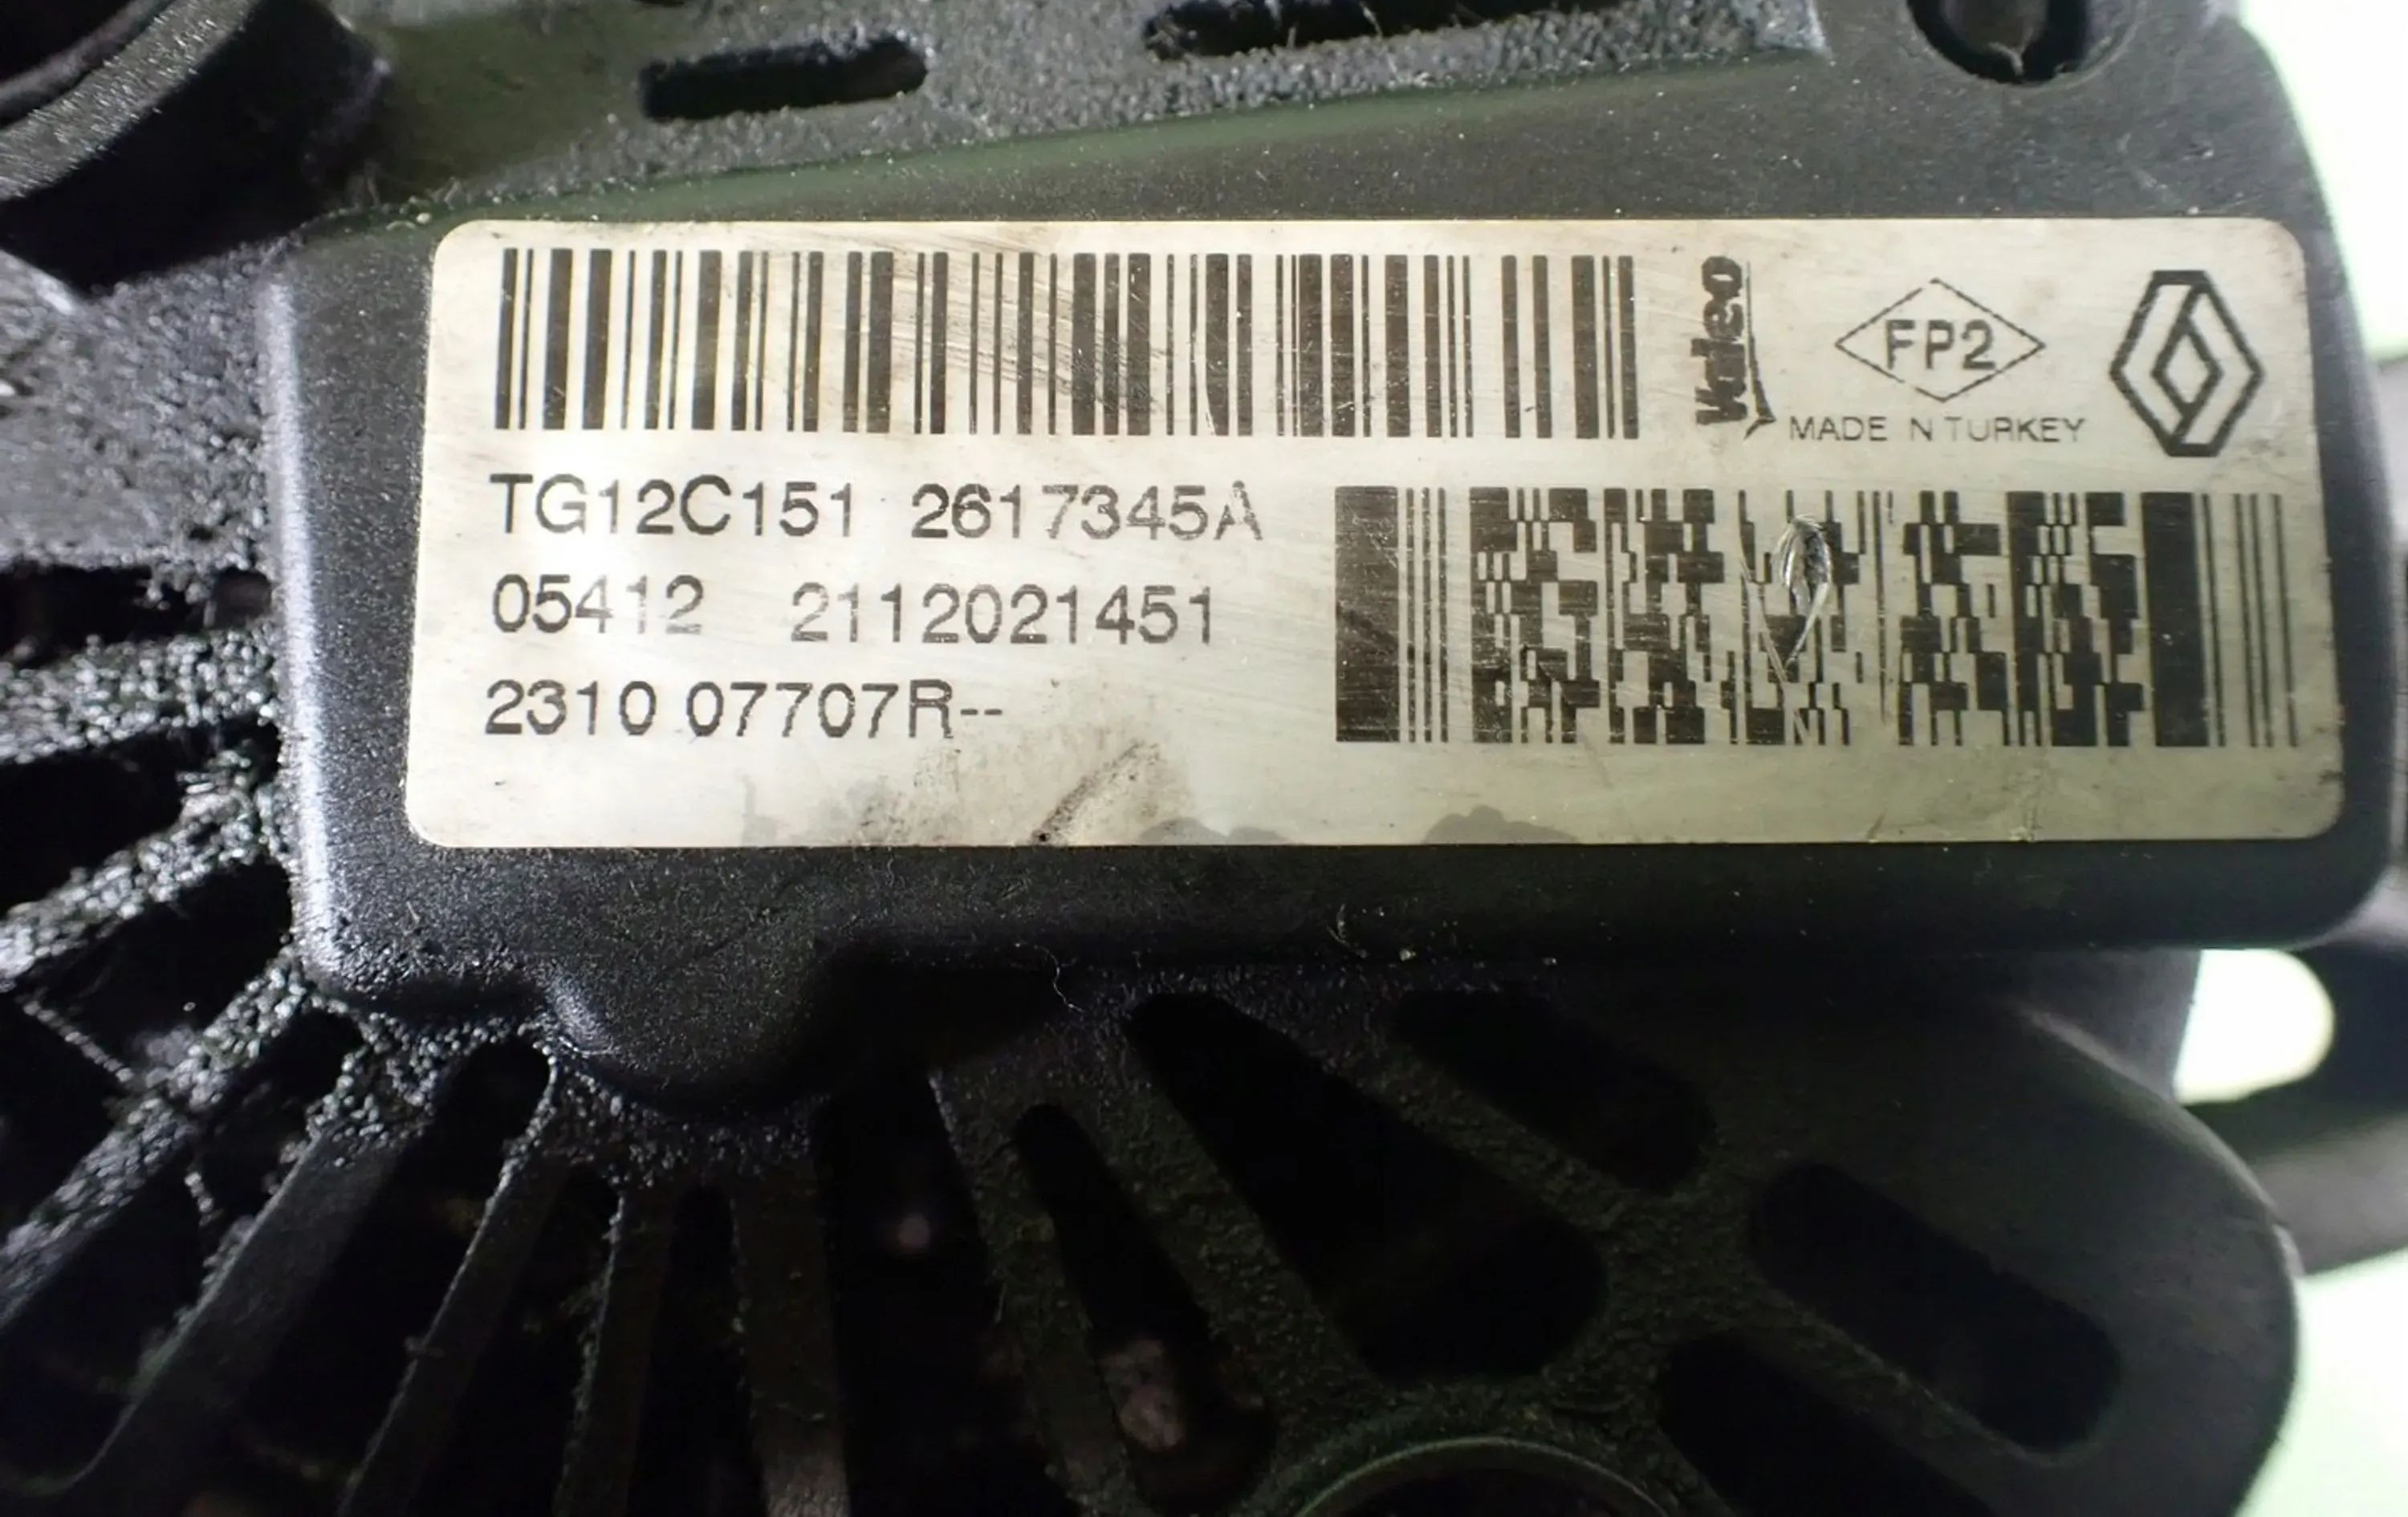 Valeo
FP2
MADE N TURKEY
TG12C151 2617345A
05412 2112021451
2310 07707R--